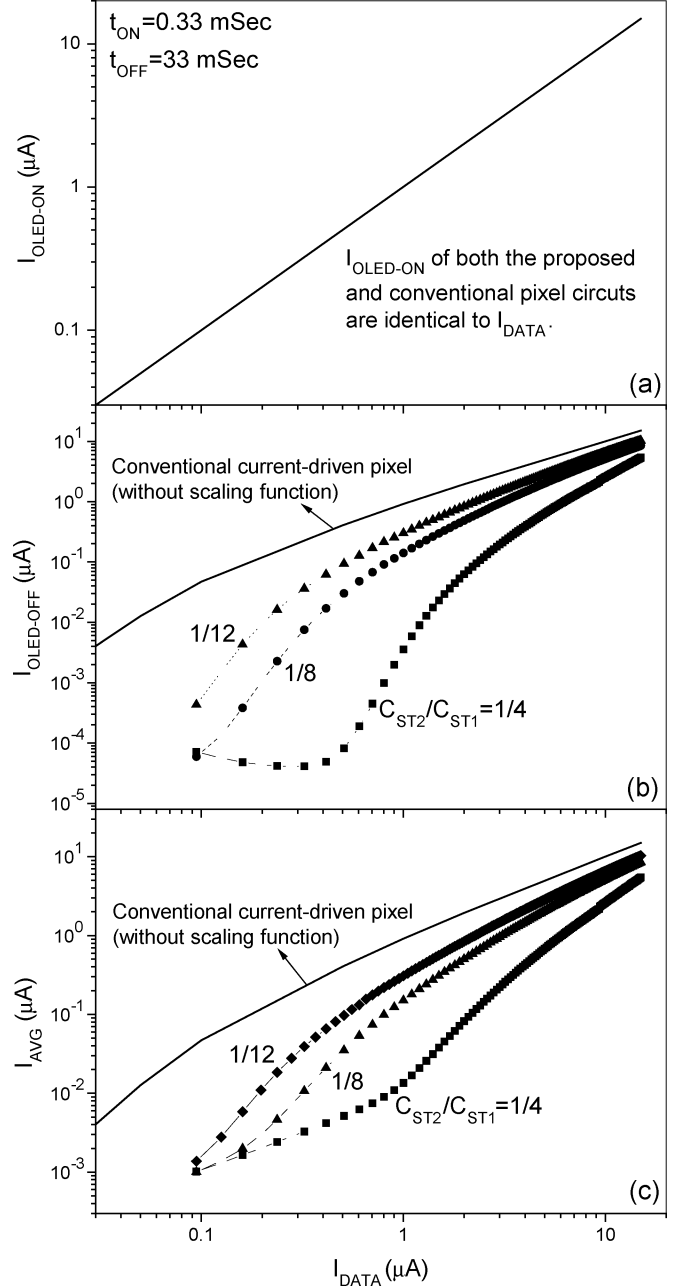 t_ON=0.33 mSec
t_OFF=33 mSec
10
1
0.1
I_OLED-ON (µA)
I_OLED-ON of both the proposed
and conventional pixel circuts
are identical to I_DATA.
(a)
10^1
10^0
10^-1
10^-2
10^-3
10^-4
10^-5
I_OLED-OFF (µA)
Conventional current-driven pixel
(without scaling function)
1/12
1/8
C_ST2/C_ST1=1/4
(b)
10^1
10^0
10^-1
10^-2
10^-3
I_AVG (µA)
Conventional current-driven pixel
(without scaling function)
1/12
1/8
C_ST2/C_ST1=1/4
(c)
0.1
1
10
I_DATA (µA)